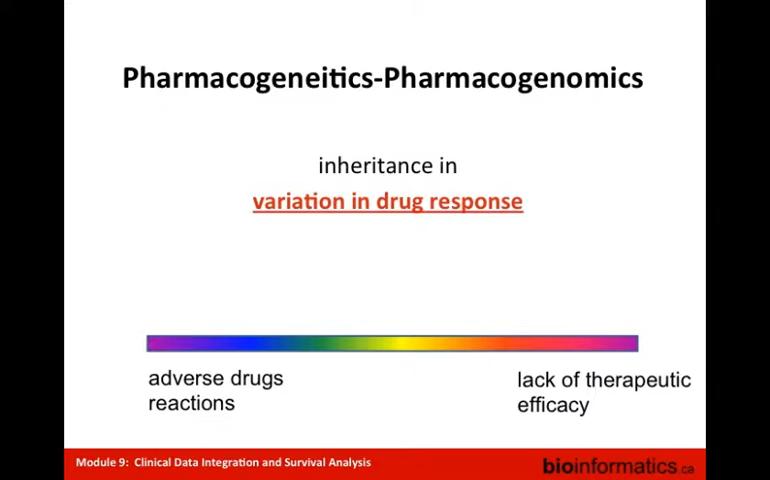 Pharmacogeneitics-Pharmacogenomics
inheritance in
variation in drug response
adverse drugs
reactions
lack of therapeutic
efficacy
Module 9: Clinical Data Integration and Survival Analysis
bioinformatics.ca